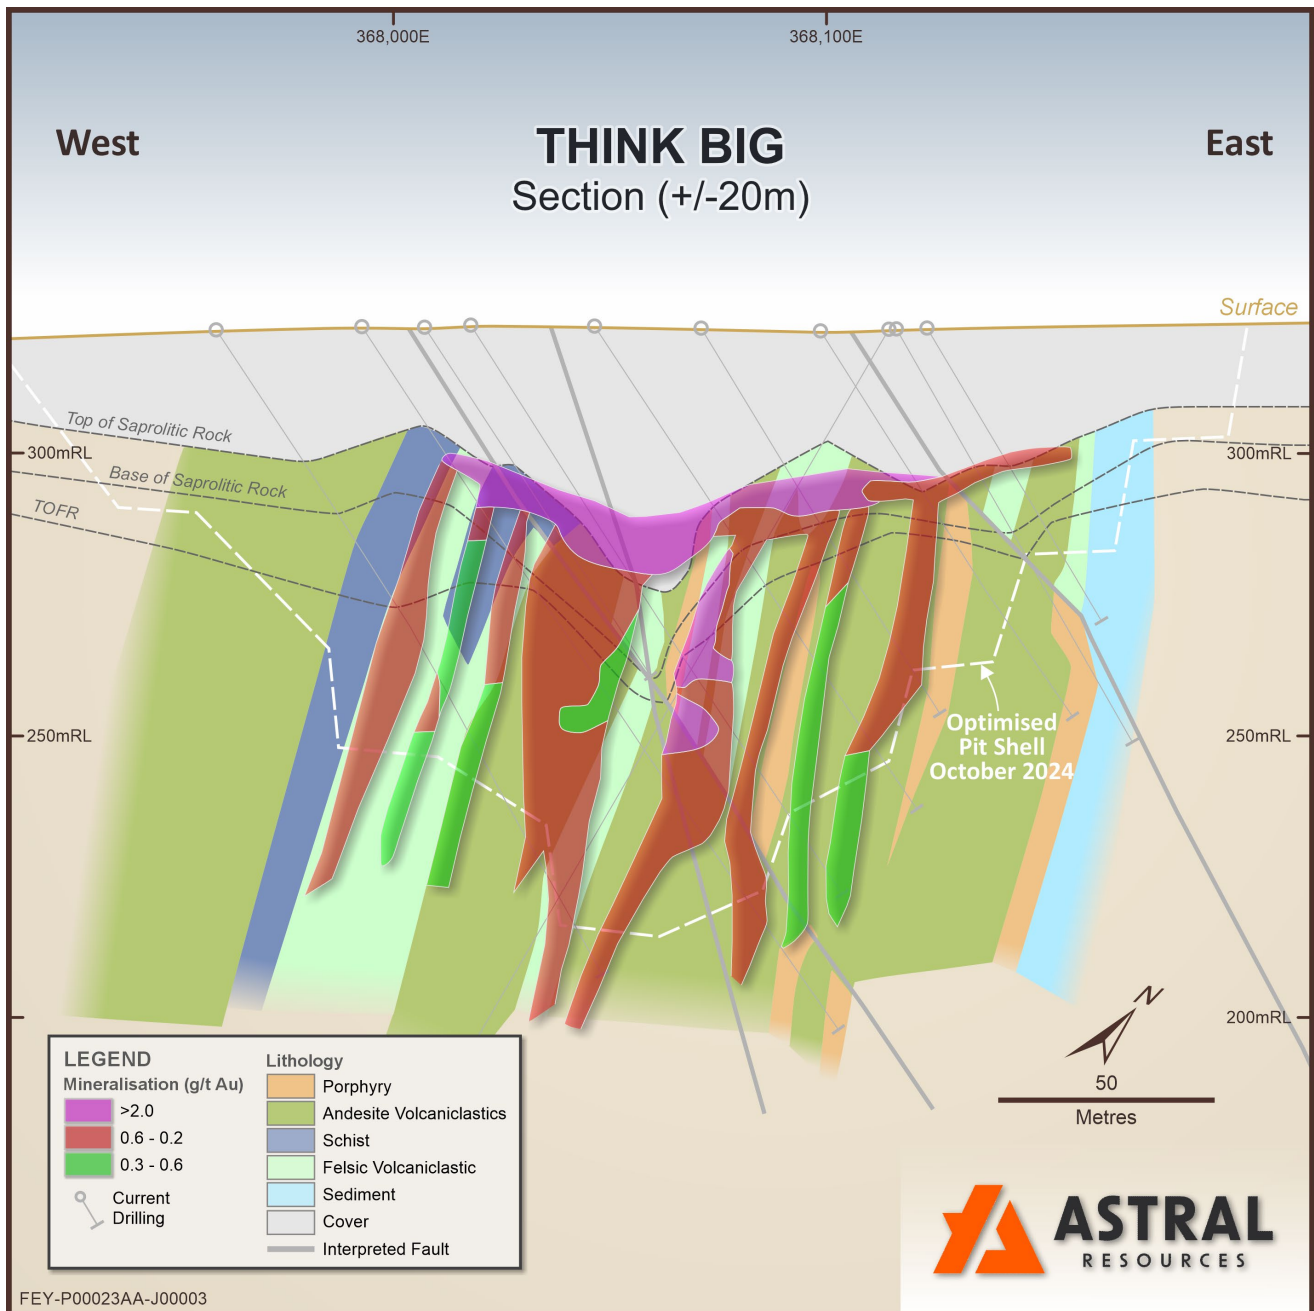 368,000E
368,100E
West
THINK BIG
East
Section (+/-20m)
Surface
Top of Saprolitic Rock
300mRL
300mRL
Base of Saprolitic Rock
TOFR
250mRL
250mRL
Optimised
Pit Shell
October 2024
N
200mRL
50
Metres
LEGEND
Mineralisation (g/t Au)
>2.0
0.6 - 0.2
0.3 - 0.6
Current
Drilling
Lithology
Porphyry
Andesite Volcaniclastics
Schist
Felsic Volcaniclastic
Sediment
Cover
Interpreted Fault
ASTRAL
RESOURCES
FEY-P00023AA-J00003